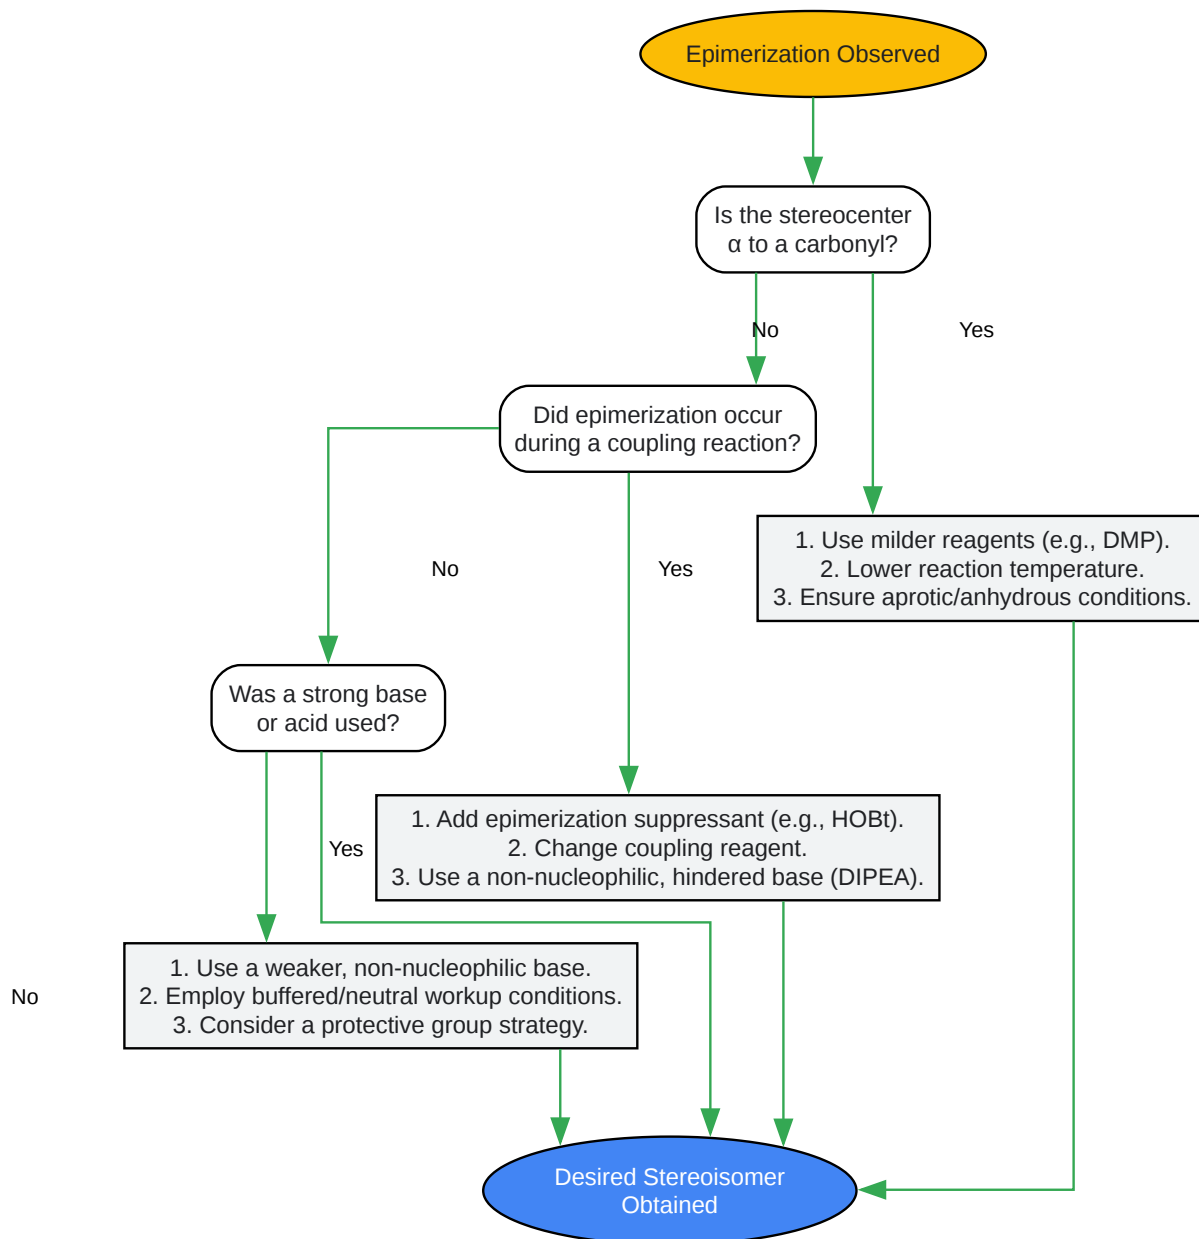 Epimerization Observed
Is the stereocenter
α to a carbonyl?
No
Yes
Did epimerization occur
during a coupling reaction?
1. Use milder reagents (e.g., DMP).
2. Lower reaction temperature.
3. Ensure aprotic/anhydrous conditions.
No
Yes
Was a strong base
or acid used?
1. Add epimerization suppressant (e.g., HOBt).
2. Change coupling reagent.
3. Use a non-nucleophilic, hindered base (DIPEA).
Yes
1. Use a weaker, non-nucleophilic base.
2. Employ buffered/neutral workup conditions.
3. Consider a protective group strategy.
No
Desired Stereoisomer
Obtained